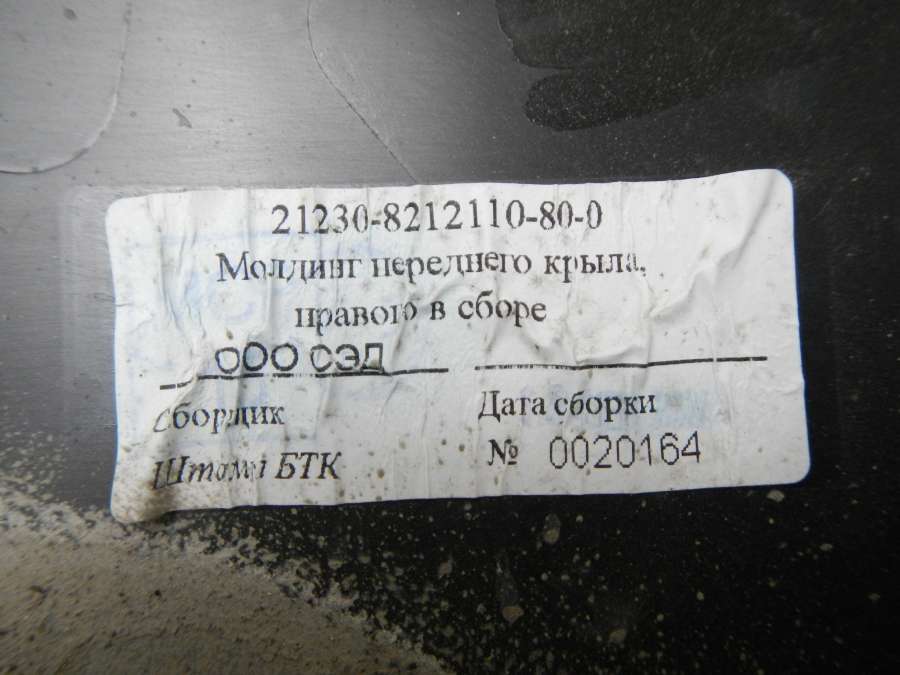 21230-8212110-80-0
Молдинг переднего крыла,
правого в сборе
ООО СЭД
Сборщик Дата сборки
Штамп БТК № 0020164